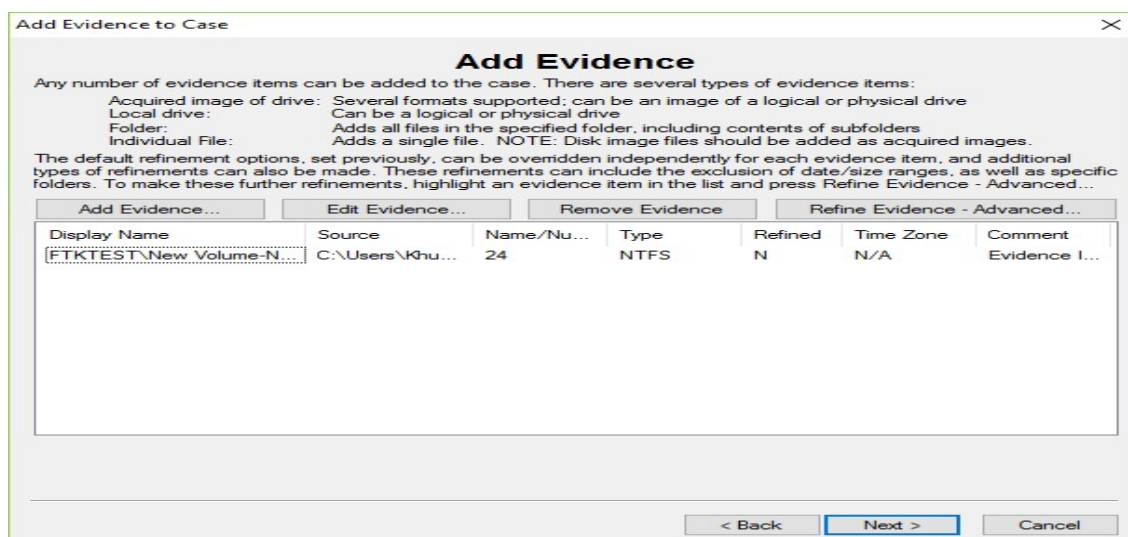 Add Evidence to Case
Add Evidence
Any number of evidence items can be added to the case. There are several types of evidence items:
Acquired image of drive: Several formats supported; can be an image of a logical or physical drive
Local drive: Can be a logical or physical drive
Folder: Adds all files in the specified folder, including contents of subfolders
Individual File: Adds a single file. NOTE: Disk image files should be added as acquired images.
The default refinement options, set previously, can be overridden independently for each evidence item, and additional
types of refinements can also be made. These refinements can include the exclusion of date/size ranges, as well as specific
folders. To make these further refinements, highlight an evidence item in the list and press Refine Evidence - Advanced...
Add Evidence... Edit Evidence... Remove Evidence Refine Evidence - Advanced...
Display Name Source Name/Nu... Type Refined Time Zone Comment
FTKTEST\New Volume-N... C:\Users\Khu... 24 NTFS N N/A Evidence I...
< Back Next > Cancel